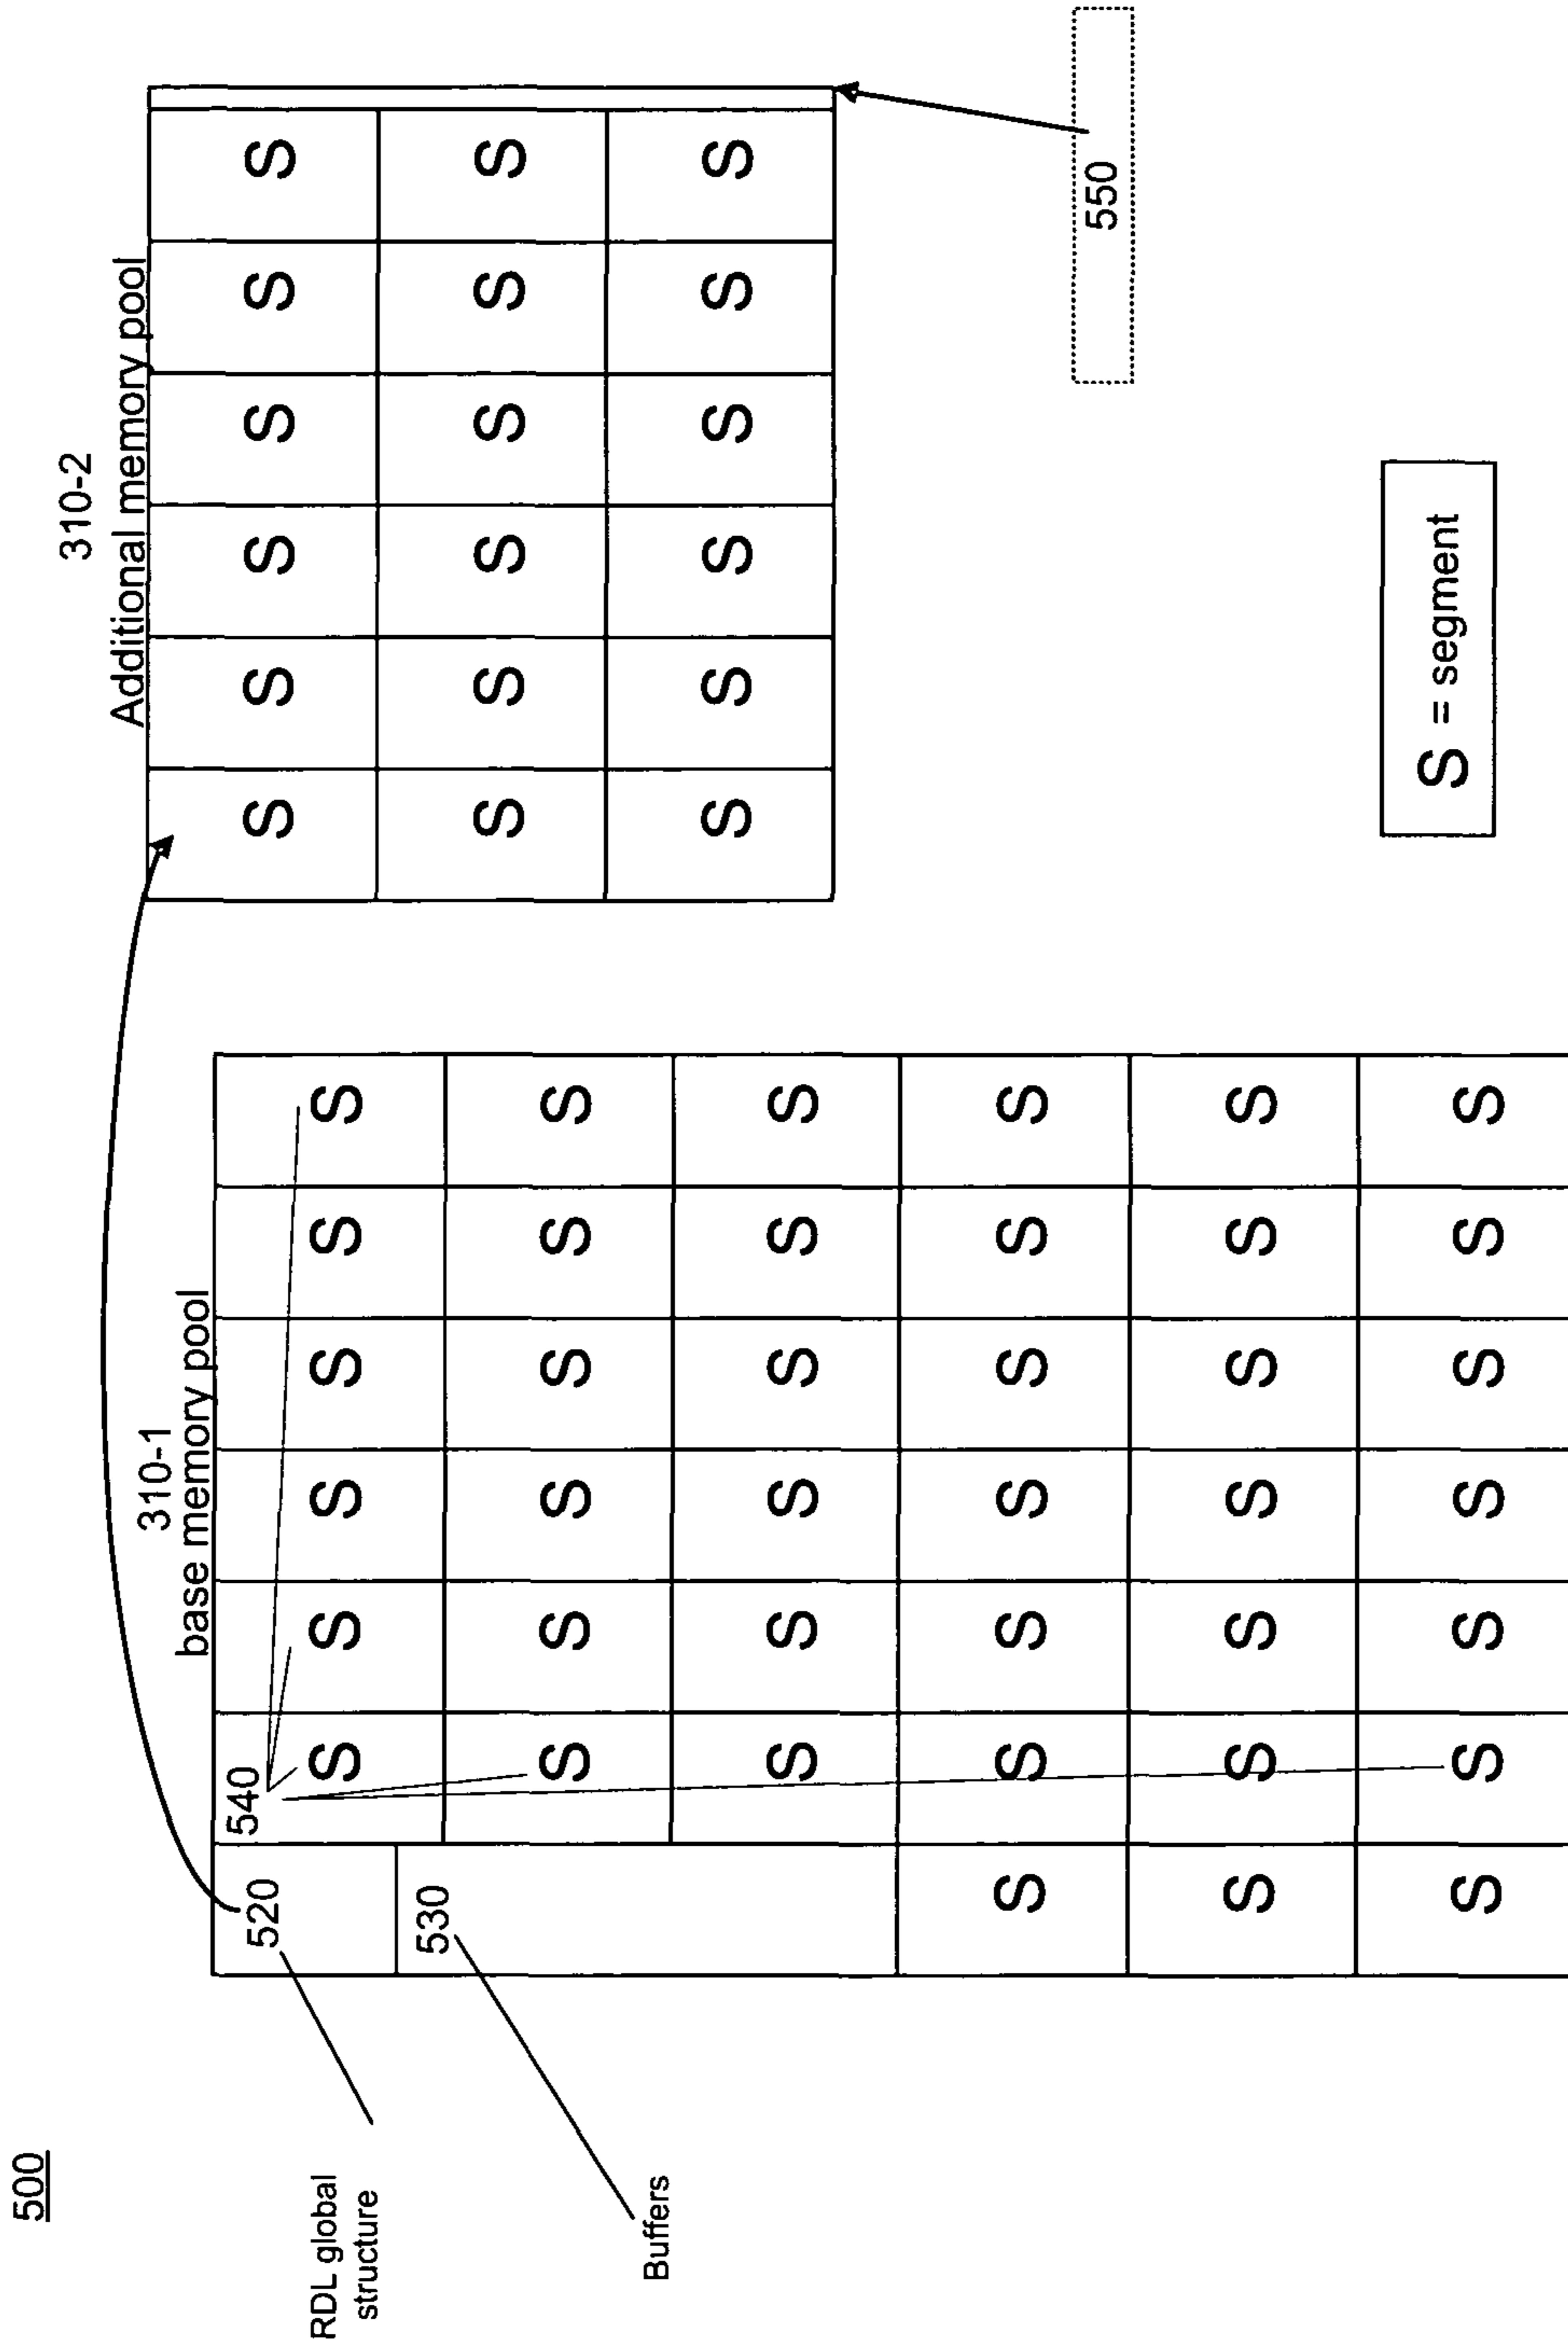 500
310-1
base memory pool
310-2
Additional memory pool
RDL global
structure
Buffers
520
530
540
S S S S S S
S S S S S S
S S S S S S
S S S S S S S
S S S S S S S
S S S S S S S
S S S S S S
S S S S S S
S S S S S S
550
S = segment